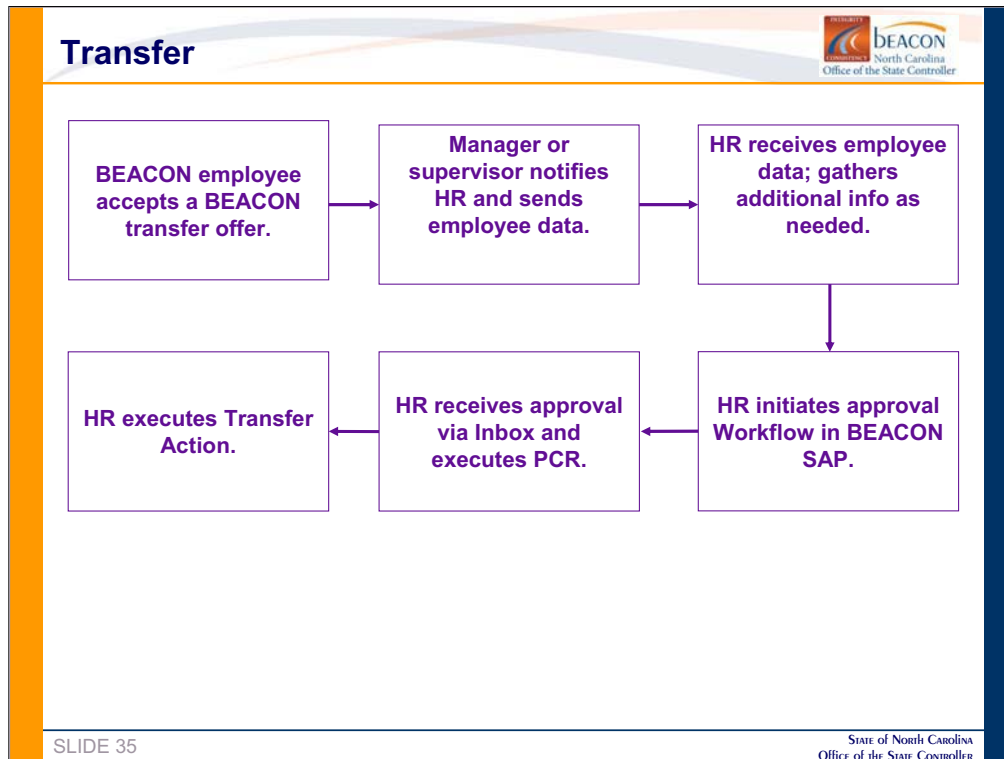 Transfer
INTEGRITY
CONSISTENCY
bEACON
North Carolina
Office of the State Controller
BEACON employee
accepts a BEACON
transfer offer.
Manager or
supervisor notifies
HR and sends
employee data.
HR receives employee
data; gathers
additional info as
needed.
HR initiates approval
Workflow in BEACON
SAP.
HR receives approval
via Inbox and
executes PCR.
HR executes Transfer
Action.
SLIDE 35
State of North Carolina
Office of the State Controller